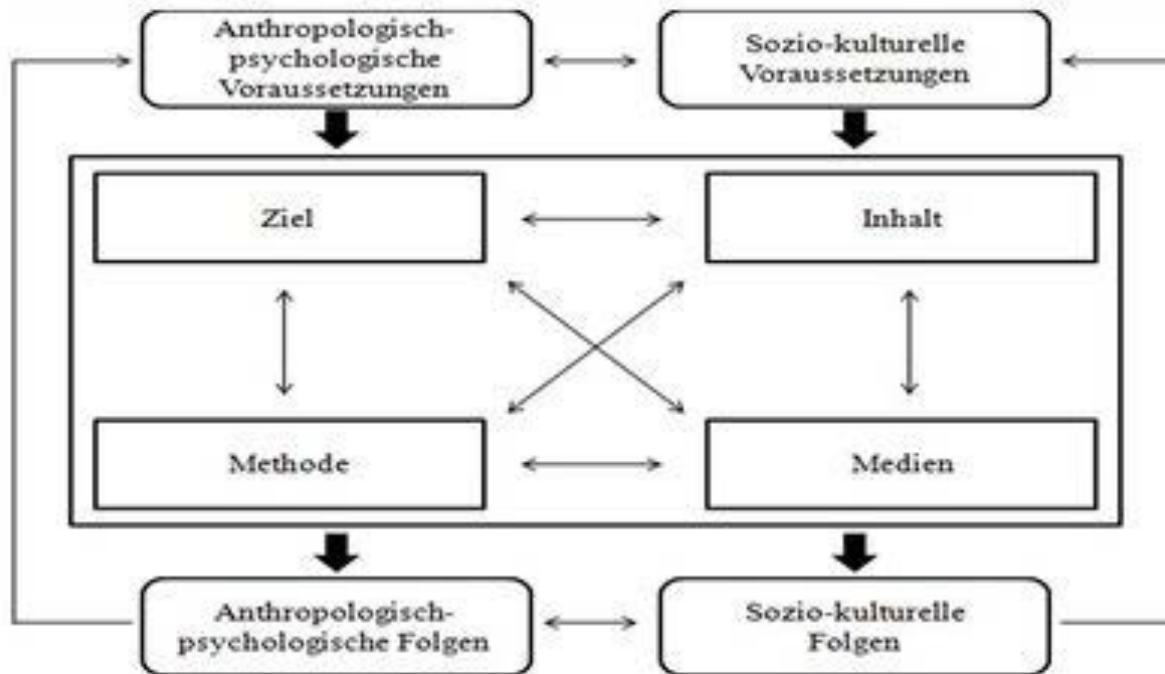 Anthropologisch-
psychologische
Voraussetzungen
Sozio-kulturelle
Voraussetzungen
Ziel
Inhalt
Methode
Medien
Anthropologisch-
psychologische Folgen
Sozio-kulturelle
Folgen